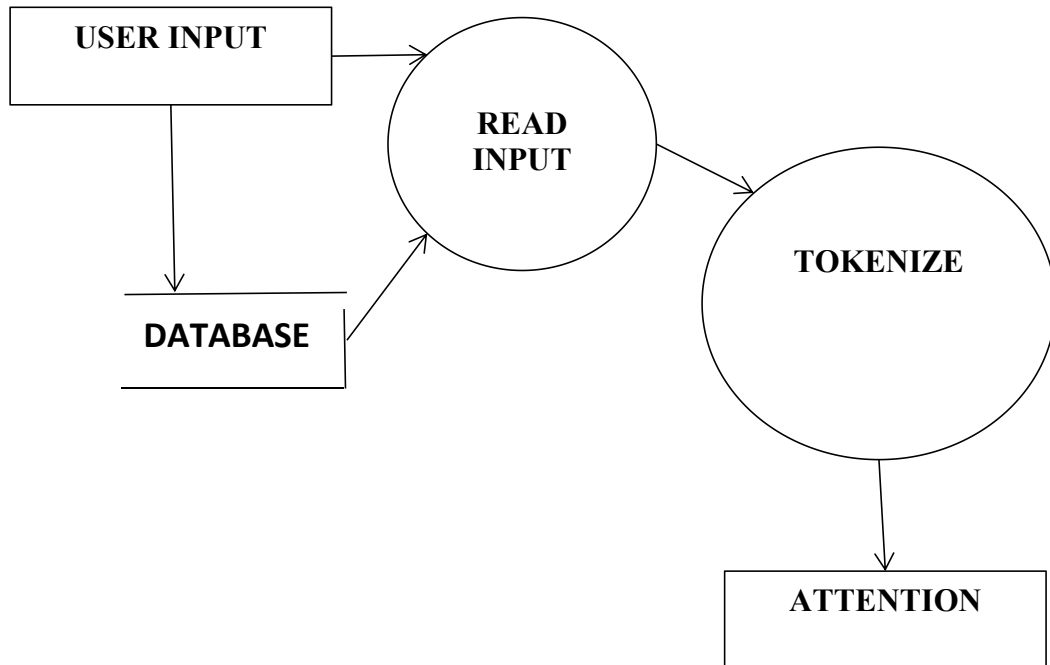 USER INPUT
READ
INPUT
TOKENIZE
DATABASE
ATTENTION